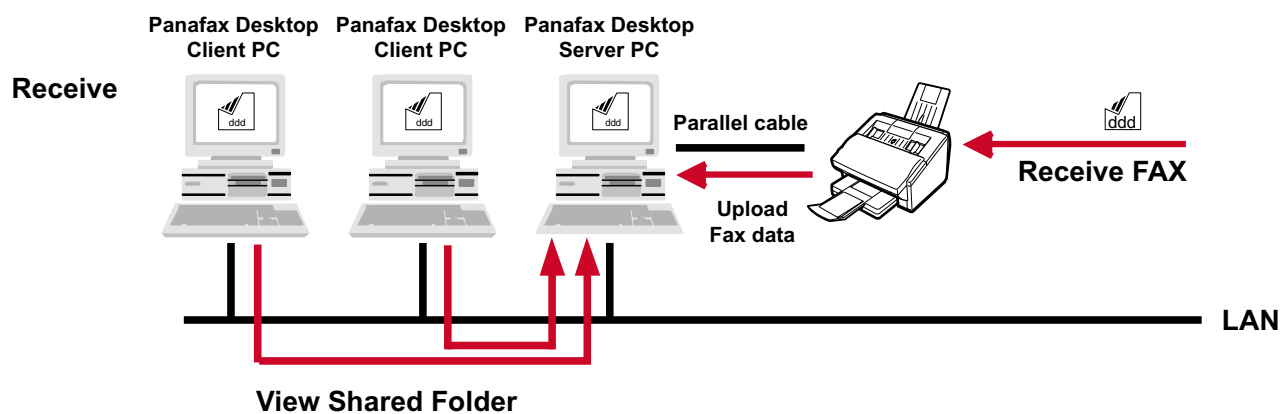 Panafax Desktop
Client PC
Panafax Desktop
Client PC
Panafax Desktop
Server PC
Receive
ddd
ddd
ddd
Parallel cable
ddd
Receive FAX
Upload
Fax data
LAN
View Shared Folder